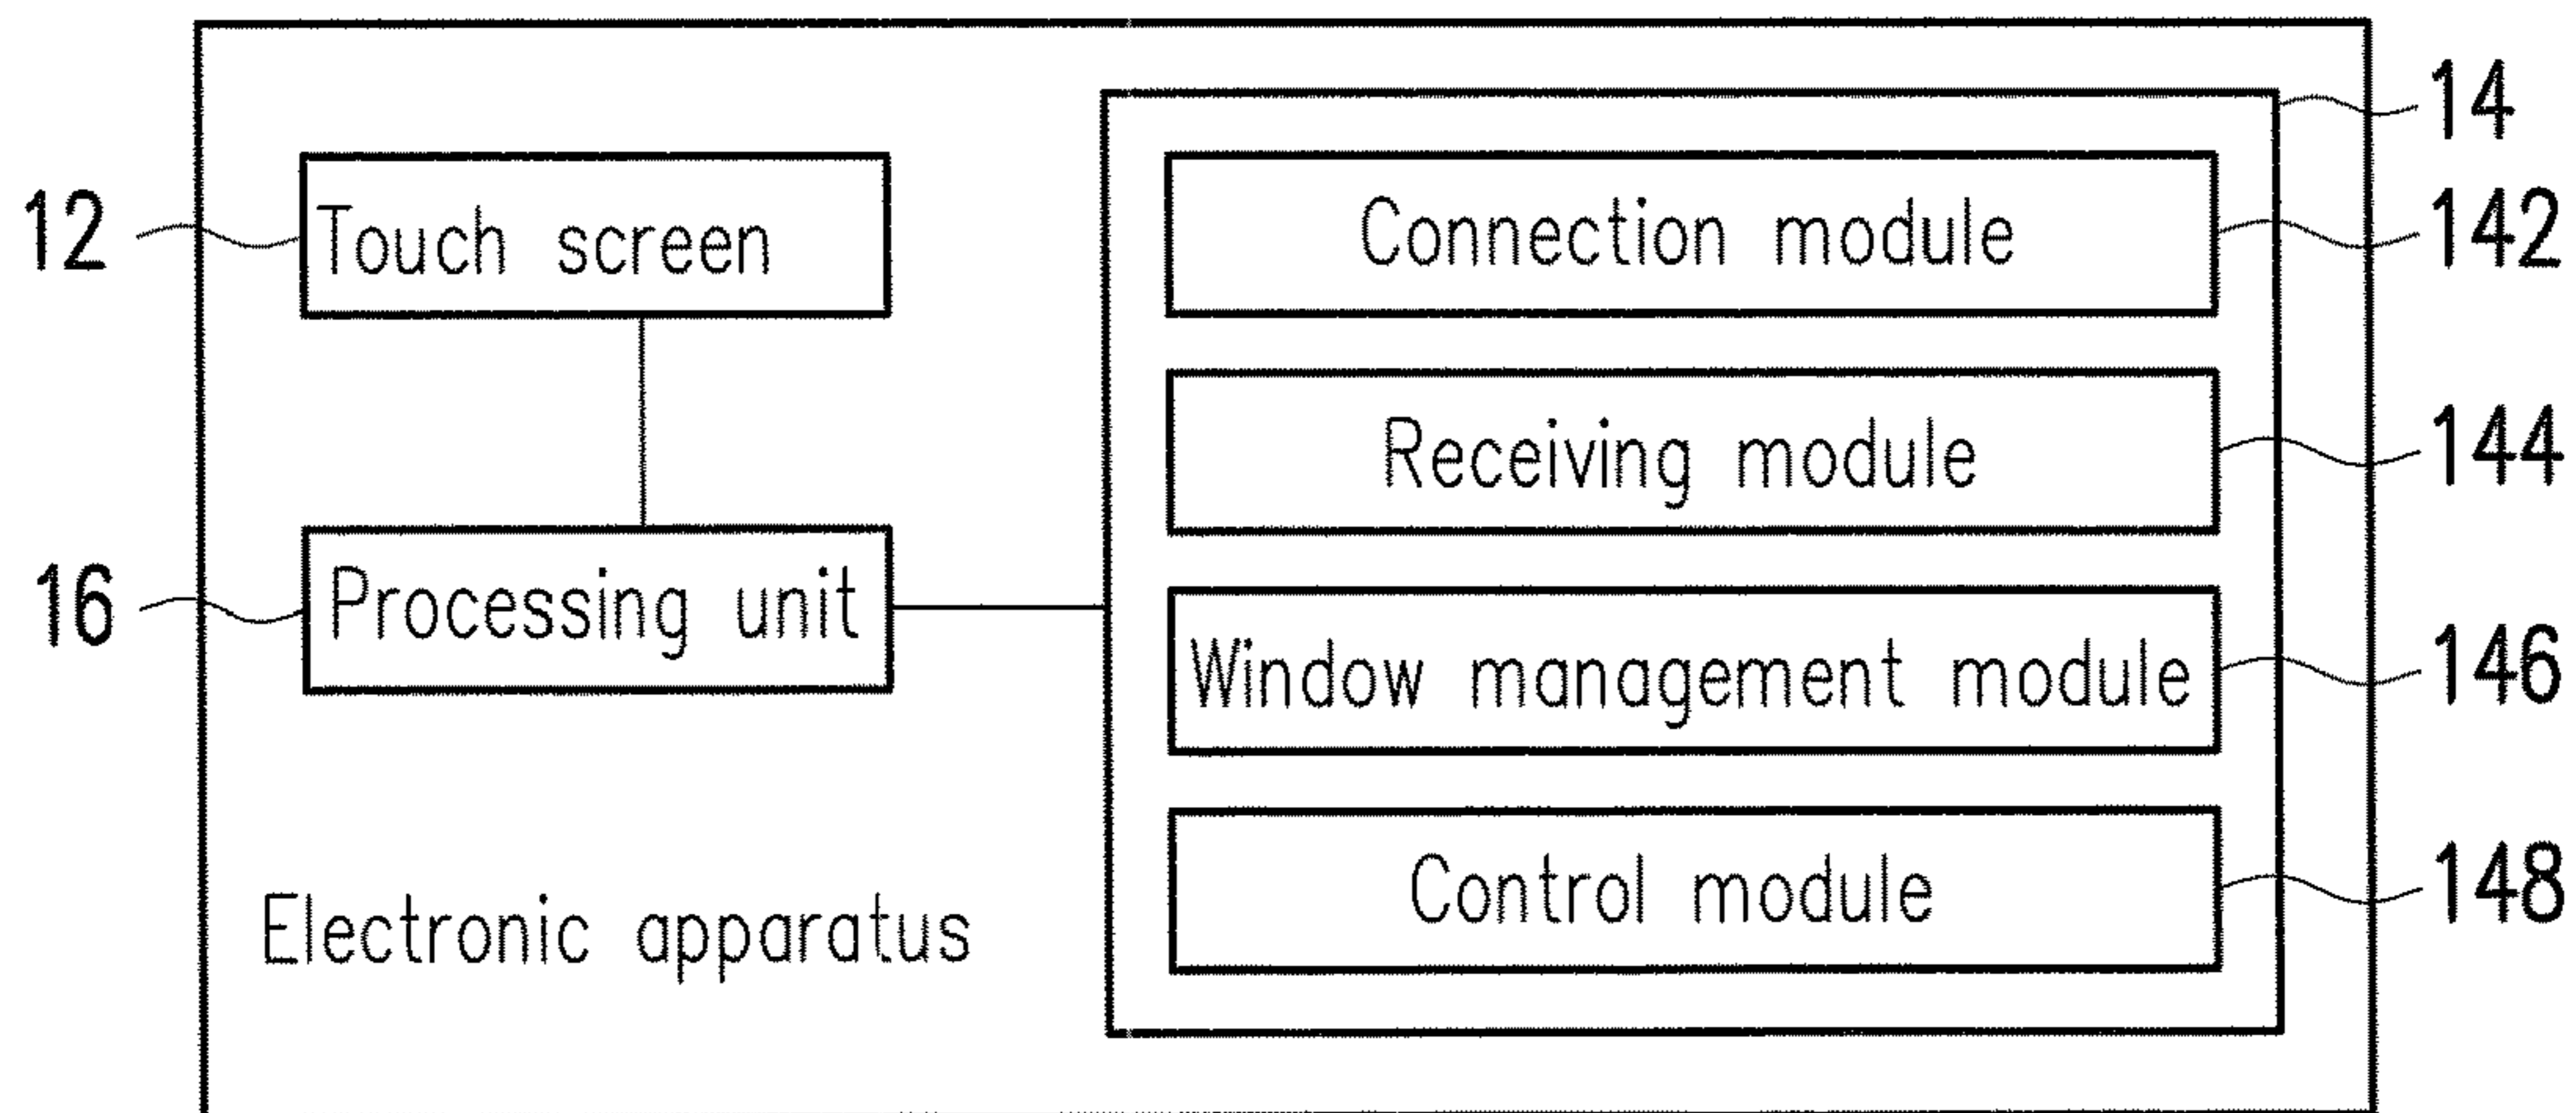 14
12 Touch screen Connection module 142
Receiving module 144
16 Processing unit Window management module 146
Control module 148
Electronic apparatus